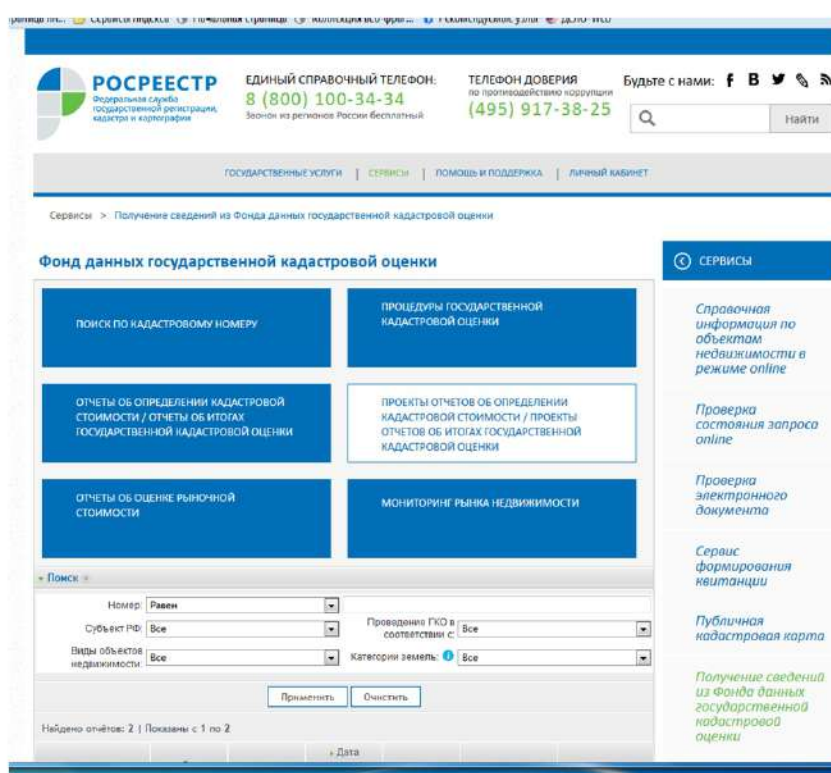 РОСРЕЕСТР
Федеральная служба
государственной регистрации,
кадастра и картографии
ЕДИНЫЙ СПРАВОЧНЫЙ ТЕЛЕФОН:
8 (800) 100-34-34
Звонок из регионов России бесплатный
ТЕЛЕФОН ДОВЕРИЯ
по противодействию коррупции
(495) 917-38-25
Будьте с нами:
Найти
ГОСУДАРСТВЕННЫЕ УСЛУГИ | СЕРВИСЫ | ПОМОЩЬ И ПОДДЕРЖКА | ЛИЧНЫЙ КАБИНЕТ
Сервисы > Получение сведений из Фонда данных государственной кадастровой оценки
Фонд данных государственной кадастровой оценки
ПОИСК ПО КАДАСТРОВОМУ НОМЕРУ
ПРОЦЕДУРЫ ГОСУДАРСТВЕННОЙ
КАДАСТРОВОЙ ОЦЕНКИ
ОТЧЕТЫ ОБ ОПРЕДЕЛЕНИИ КАДАСТРОВОЙ
СТОИМОСТИ / ОТЧЕТЫ ОБ ИТОГАХ
ГОСУДАРСТВЕННОЙ КАДАСТРОВОЙ ОЦЕНКИ
ПРОЕКТЫ ОТЧЕТОВ ОБ ОПРЕДЕЛЕНИИ
КАДАСТРОВОЙ СТОИМОСТИ / ПРОЕКТЫ
ОТЧЕТОВ ОБ ИТОГАХ ГОСУДАРСТВЕННОЙ
КАДАСТРОВОЙ ОЦЕНКИ
ОТЧЕТЫ ОБ ОЦЕНКЕ РЫНОЧНОЙ
СТОИМОСТИ
МОНИТОРИНГ РЫНКА НЕДВИЖИМОСТИ
Поиск
Номер: Равен
Субъект РФ: Все
Проведение ГКО в
соответствии с: Все
Виды объектов
недвижимости: Все
Категории земель: Все
Применить Очистить
Найдено отчётов: 2 | Показаны с 1 по 2
Дата
СЕРВИСЫ
Справочная
информация по
объектам
недвижимости в
режиме online
Проверка
состояния запроса
online
Проверка
электронного
документа
Сервис
формирования
квитанции
Публичная
кадастровая карта
Получение сведений
из Фонда данных
государственной
кадастровой
оценки